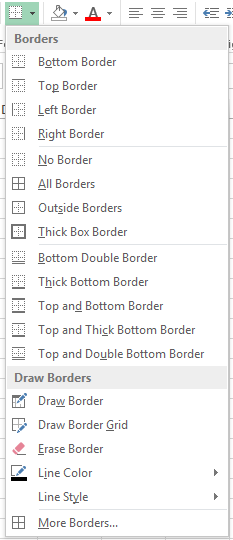 A
Borders
Bottom Border
Top Border
Left Border
Right Border
No Border
All Borders
Outside Borders
Thick Box Border
Bottom Double Border
Thick Bottom Border
Top and Bottom Border
Top and Thick Bottom Border
Top and Double Bottom Border
Draw Borders
Draw Border
Draw Border Grid
Erase Border
Line Color
Line Style
More Borders...